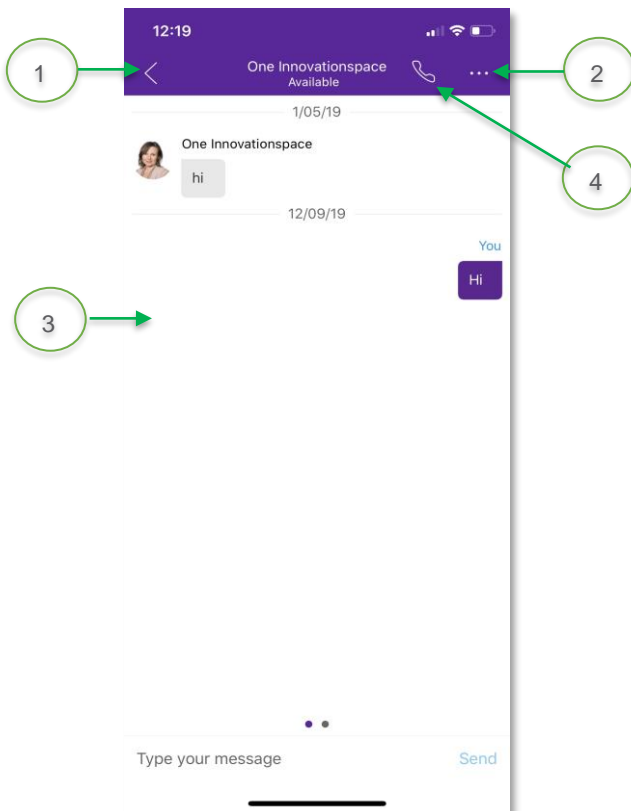 12:19
1
One Innovationspace
2
Available
1/05/19
One Innovationspace
hi
4
12/09/19
You
Hi
3
Type your message
Send